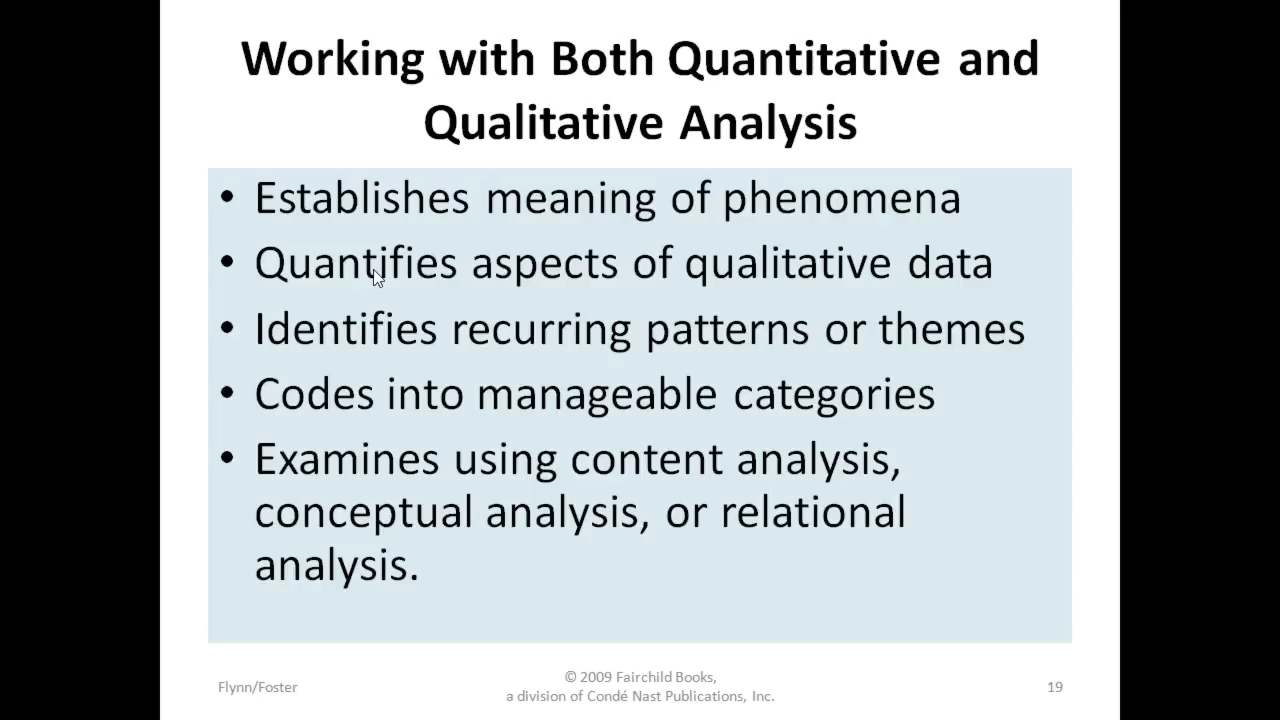 Working with Both Quantitative and
Qualitative Analysis
• Establishes meaning of phenomena
• Quantifies aspects of qualitative data
• Identifies recurring patterns or themes
• Codes into manageable categories
• Examines using content analysis,
conceptual analysis, or relational
analysis.
Flynn/Foster
© 2009 Fairchild Books,
a division of Condé Nast Publications, Inc.
19